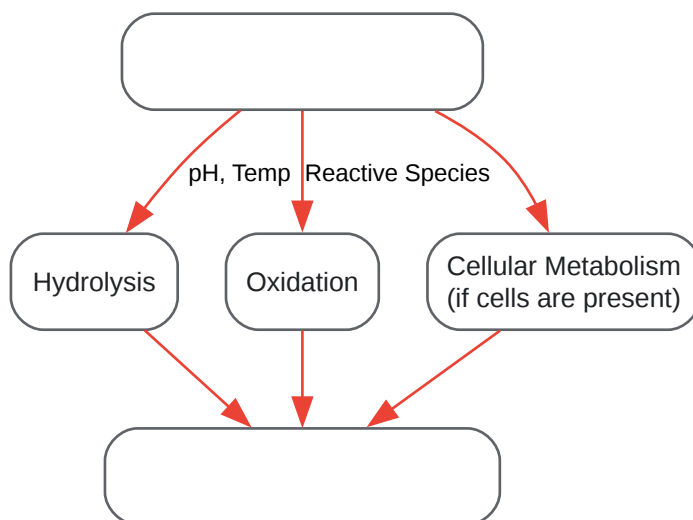 pH, Temp
Reactive Species
Hydrolysis
Oxidation
Cellular Metabolism
(if cells are present)